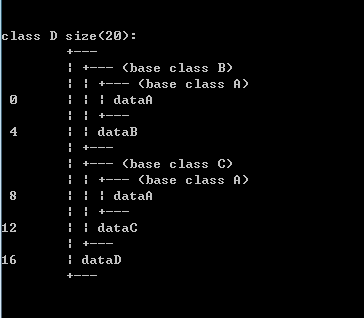 class D size(20):
        +---
        | +--- (base class B)
        | | +--- (base class A)
 0      | | | dataA
        | | +---
 4      | | dataB
        | +---
        | +--- (base class C)
        | | +--- (base class A)
 8      | | | dataA
        | | +---
12      | | dataC
        | +---
16      | dataD
        +---